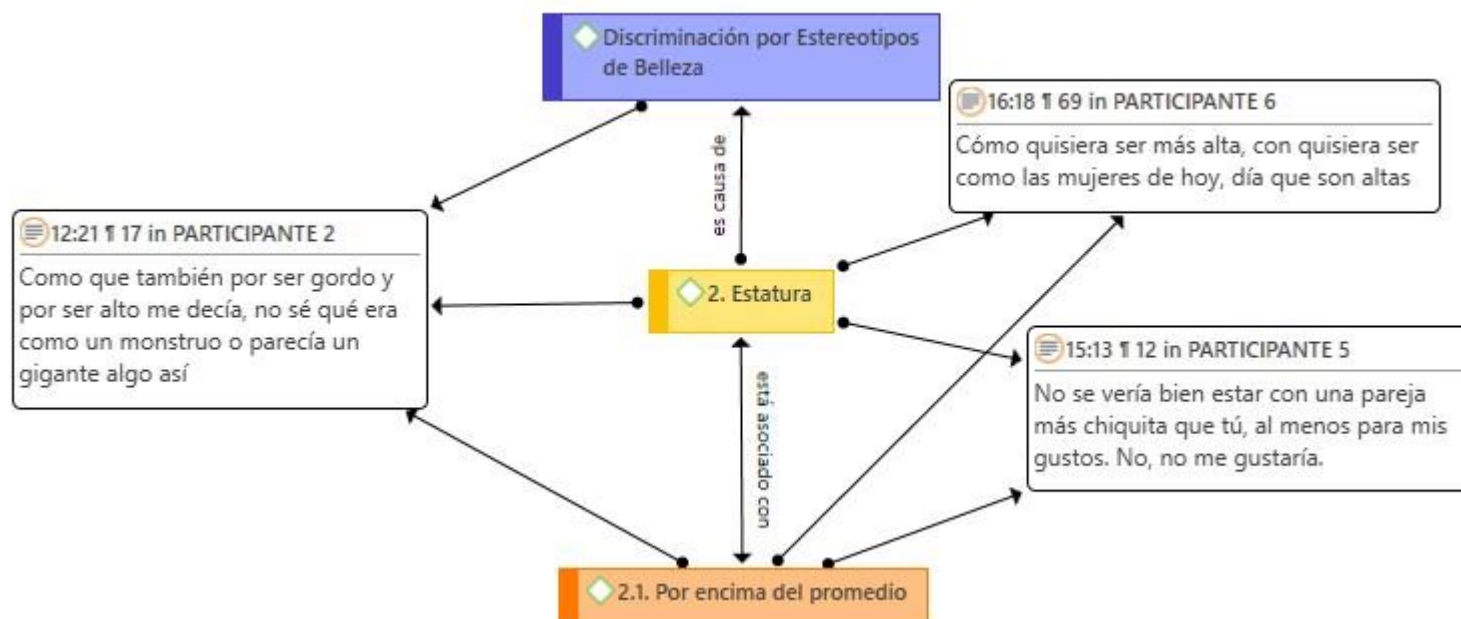 Discriminación por Estereotipos
de Belleza
16:18 ¶ 69 in PARTICIPANTE 6
Cómo quisiera ser más alta, con quisiera ser
como las mujeres de hoy, día que son altas
es causa de
12:21 ¶ 17 in PARTICIPANTE 2
Como que también por ser gordo y
por ser alto me decía, no sé qué era
como un monstruo o parecía un
gigante algo así
2. Estatura
15:13 ¶ 12 in PARTICIPANTE 5
No se vería bien estar con una pareja
más chiquita que tú, al menos para mis
gustos. No, no me gustaría.
está asociado con
2.1. Por encima del promedio